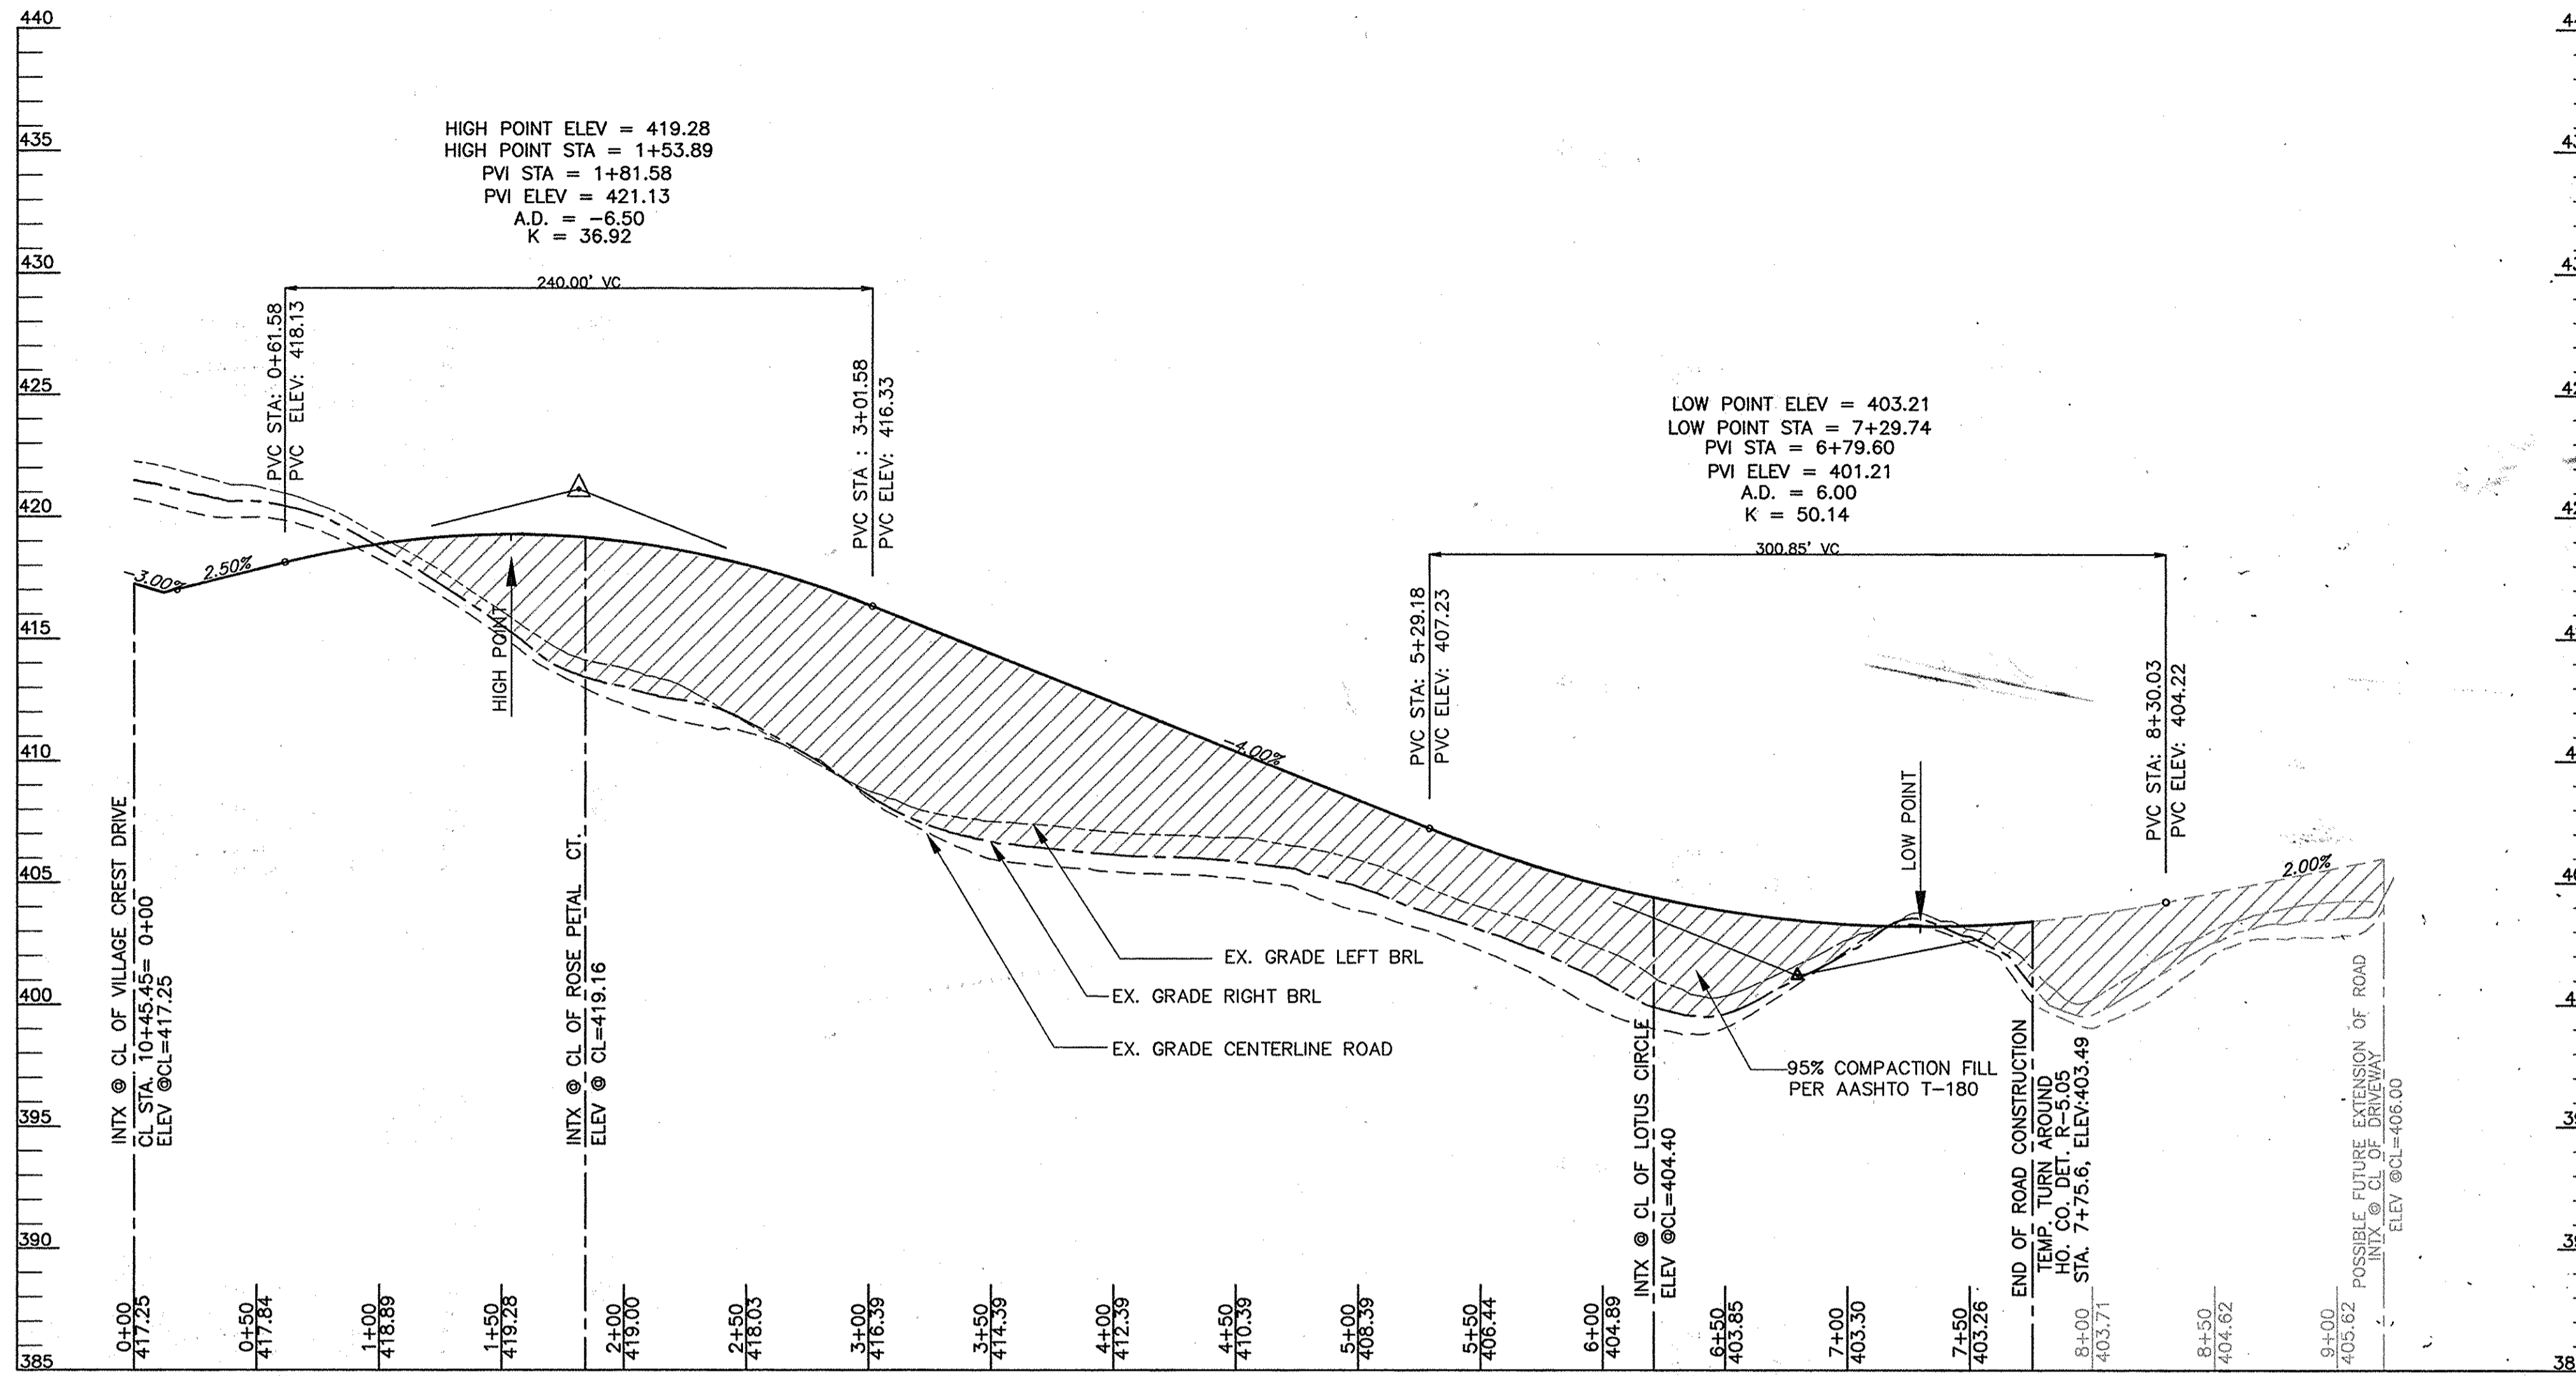 440
435
430
425
420
415
410
405
400
395
390
385
HIGH POINT ELEV = 419.28
HIGH POINT STA = 1+53.89
PVI STA = 1+81.58
PVI ELEV = 421.13
A.D. = -6.50
K = 36.92
240.00' VC
PVC STA: 0+61.58
PVC ELEV: 418.13
PVC STA : 3+01.58
PVC ELEV: 416.33
-3.00%
2.50%
HIGH POINT
-4.00%
LOW POINT ELEV = 403.21
LOW POINT STA = 7+29.74
PVI STA = 6+79.60
PVI ELEV = 401.21
A.D. = 6.00
K = 50.14
300.85' VC
PVC STA: 5+29.18
PVC ELEV: 407.23
PVC STA: 8+30.03
PVC ELEV: 404.22
LOW POINT
2.00%
EX. GRADE LEFT BRL
EX. GRADE RIGHT BRL
EX. GRADE CENTERLINE ROAD
95% COMPACTION FILL
PER AASHTO T-180
INTX @ CL OF VILLAGE CREST DRIVE
CL STA. 10+45.45= 0+00
ELEV @CL=417.25
INTX @ CL OF ROSE PETAL CT.
ELEV @ CL=419.16
INTX @ CL OF LOTUS CIRCLE
ELEV @CL=404.40
END OF ROAD CONSTRUCTION
TEMP. TURN AROUND
HO. CO. DET. R-5.05
STA. 7+75.6, ELEV:403.49
POSSIBLE FUTURE EXTENSION OF ROAD
INTX @ CL OF DRIVEWAY
ELEV @CL=406.00
0+00
417.25
0+50
417.84
1+00
418.89
1+50
419.28
2+00
419.00
2+50
418.03
3+00
416.39
3+50
414.39
4+00
412.39
4+50
410.39
5+00
408.39
5+50
406.44
6+00
404.89
6+50
403.85
7+00
403.30
7+50
403.26
8+00
403.71
8+50
404.62
9+00
405.62